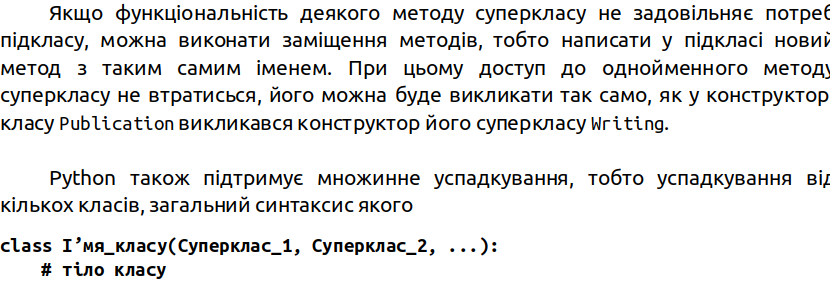 Якщо функціональність деякого методу суперкласу не задовільняє потреб
підкласу, можна виконати заміщення методів, тобто написати у підкласі новий
метод з таким самим іменем. При цьому доступ до однойменного методу
суперкласу не втратисься, його можна буде викликати так само, як у конструктор
класу Publication викликався конструктор його суперкласу Writing.
Python також підтримує множинне успадкування, тобто успадкування від
кількох класів, загальний синтаксис якого
class І’мя_класу(Суперклас_1, Суперклас_2, ...):
# тіло класу